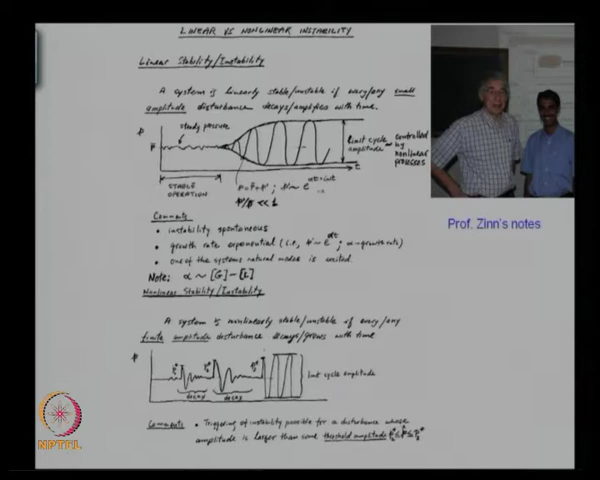 LINEAR VS NONLINEAR INSTABILITY
Linear Stability/Instability
A system is linearly stable/unstable if every/any small
amplitude disturbance decays/amplifies with time.
p
steady pressure
p̄
STABLE OPERATION
limit cycle amplitude ~ controlled by nonlinear processes
t
p = p̄ + p' ; p' ~ e
p'/p̄ << 1
Comments
• instability spontaneous
• growth rate exponential (i.e., p' ~ e^αt ; α - growth rate)
• one of the systems natural modes is excited.
Note: α ~ [G] - [L]
Nonlinear Stability/Instability
A system is nonlinearly stable/unstable if every/any
finite amplitude disturbance decays/grows with time
p
decay
decay
limit cycle amplitude
Comments • Triggering of instability possible for a disturbance whose
amplitude is larger than some threshold amplitude
Prof. Zinn's notes
NPTEL